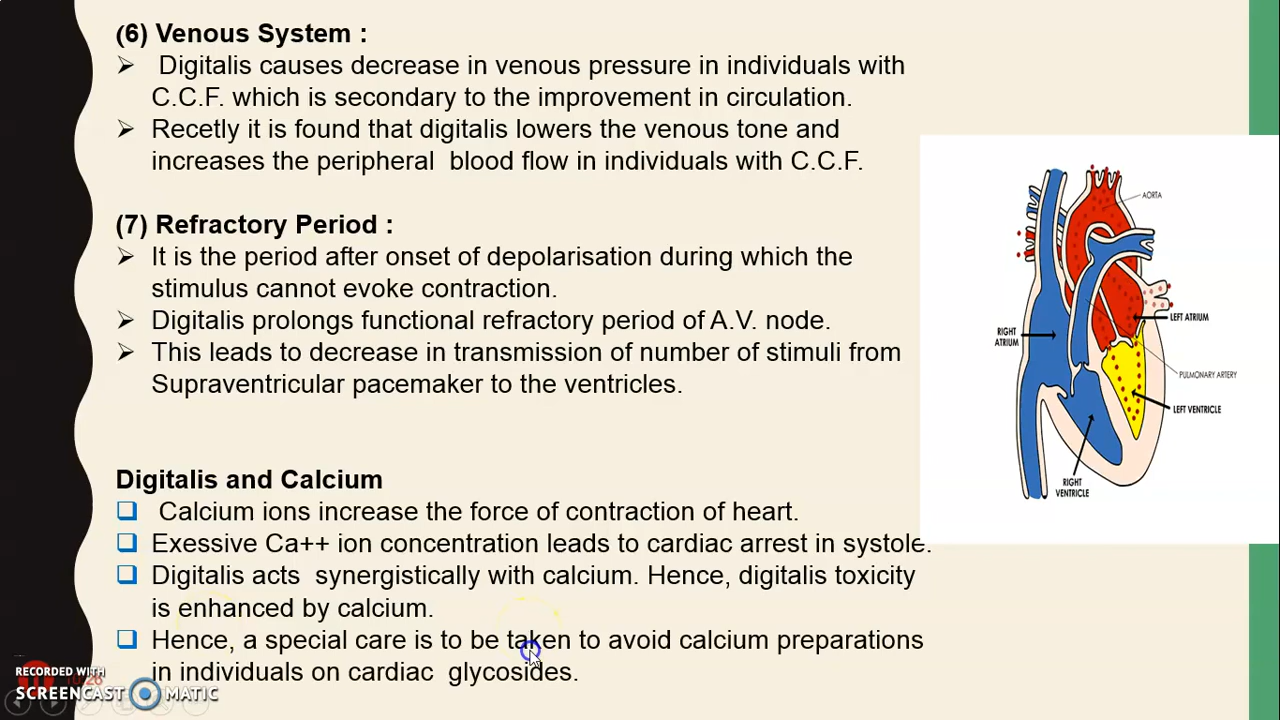 (6) Venous System :
➢ Digitalis causes decrease in venous pressure in individuals with
C.C.F. which is secondary to the improvement in circulation.
➢ Recetly it is found that digitalis lowers the venous tone and
increases the peripheral blood flow in individuals with C.C.F.
(7) Refractory Period :
➢ It is the period after onset of depolarisation during which the
stimulus cannot evoke contraction.
➢ Digitalis prolongs functional refractory period of A.V. node.
➢ This leads to decrease in transmission of number of stimuli from
Supraventricular pacemaker to the ventricles.
Digitalis and Calcium
❑ Calcium ions increase the force of contraction of heart.
❑ Exessive Ca++ ion concentration leads to cardiac arrest in systole.
❑ Digitalis acts synergistically with calcium. Hence, digitalis toxicity
is enhanced by calcium.
❑ Hence, a special care is to be taken to avoid calcium preparations
in individuals on cardiac glycosides.
AORTA
LEFT ATRIUM
RIGHT
ATRIUM
PULMONARY ARTERY
LEFT VENTRICLE
RIGHT
VENTRICLE
RECORDED WITH
SCREENCAST MATIC